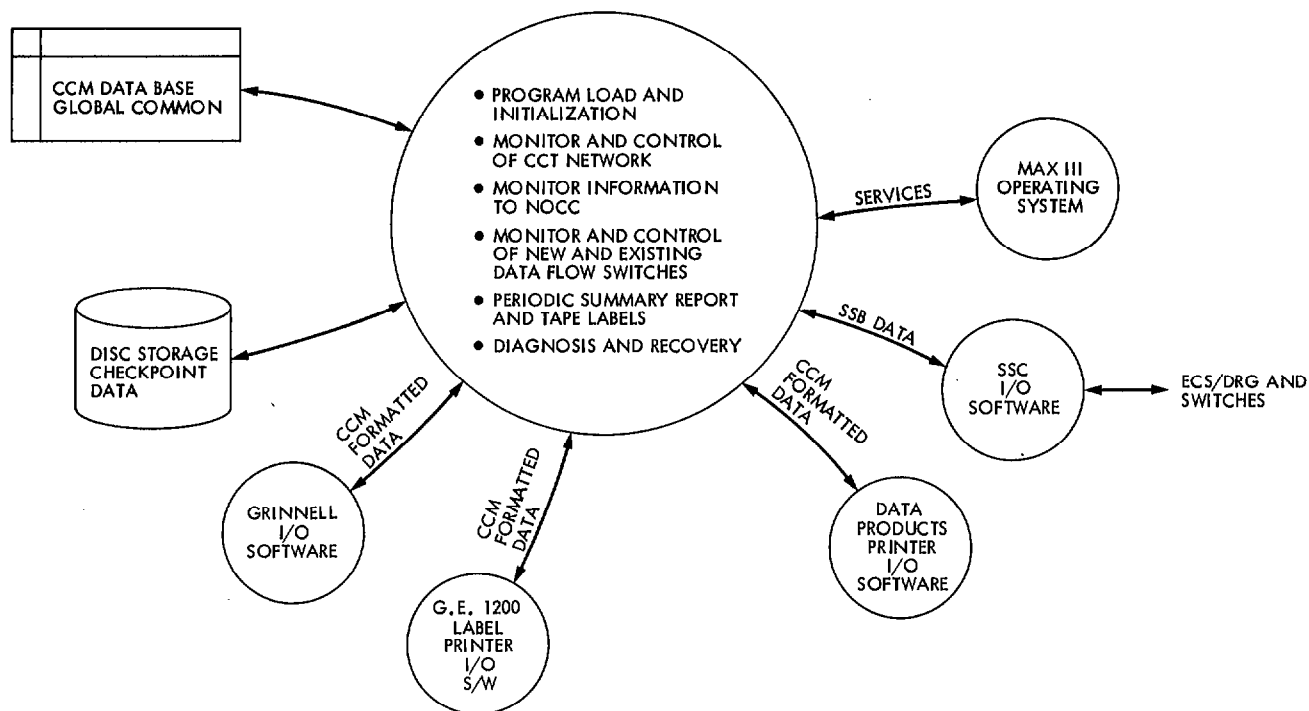 CCM DATA BASE
GLOBAL COMMON
● PROGRAM LOAD AND
INITIALIZATION
● MONITOR AND CONTROL
OF CCT NETWORK
● MONITOR INFORMATION
TO NOCC
● MONITOR AND CONTROL
OF NEW AND EXISTING
DATA FLOW SWITCHES
● PERIODIC SUMMARY REPORT
AND TAPE LABELS
● DIAGNOSIS AND RECOVERY
SERVICES
MAX III
OPERATING
SYSTEM
DISC STORAGE
CHECKPOINT
DATA
SSB DATA
SSC
I/O
SOFTWARE
ECS/DRG AND
SWITCHES
CCM
FORMATTED
DATA
GRINNELL
I/O
SOFTWARE
CCM
FORMATTED
DATA
G.E. 1200
LABEL
PRINTER
I/O
S/W
CCM
FORMATTED
DATA
DATA
PRODUCTS
PRINTER
I/O
SOFTWARE